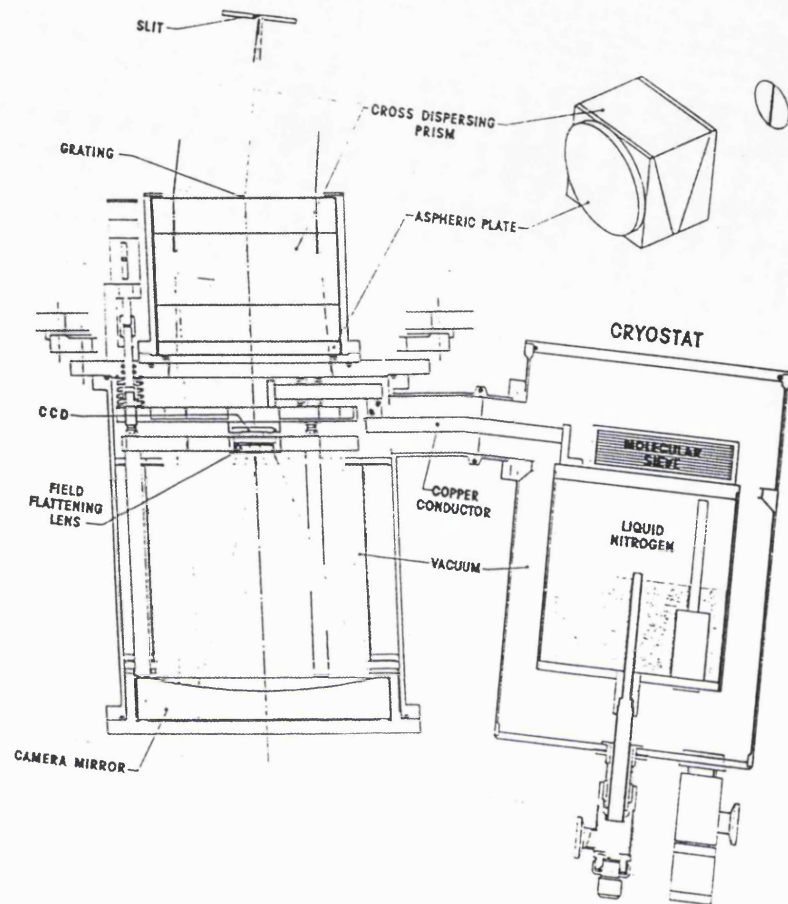 SLIT
CROSS DISPERSING
PRISM
GRATING
ASPHERIC PLATE
CRYOSTAT
CCD
MOLECULAR
SIEVE
FIELD
FLATTENING
LENS
COPPER
CONDUCTOR
LIQUID
NITROGEN
VACUUM
CAMERA MIRROR